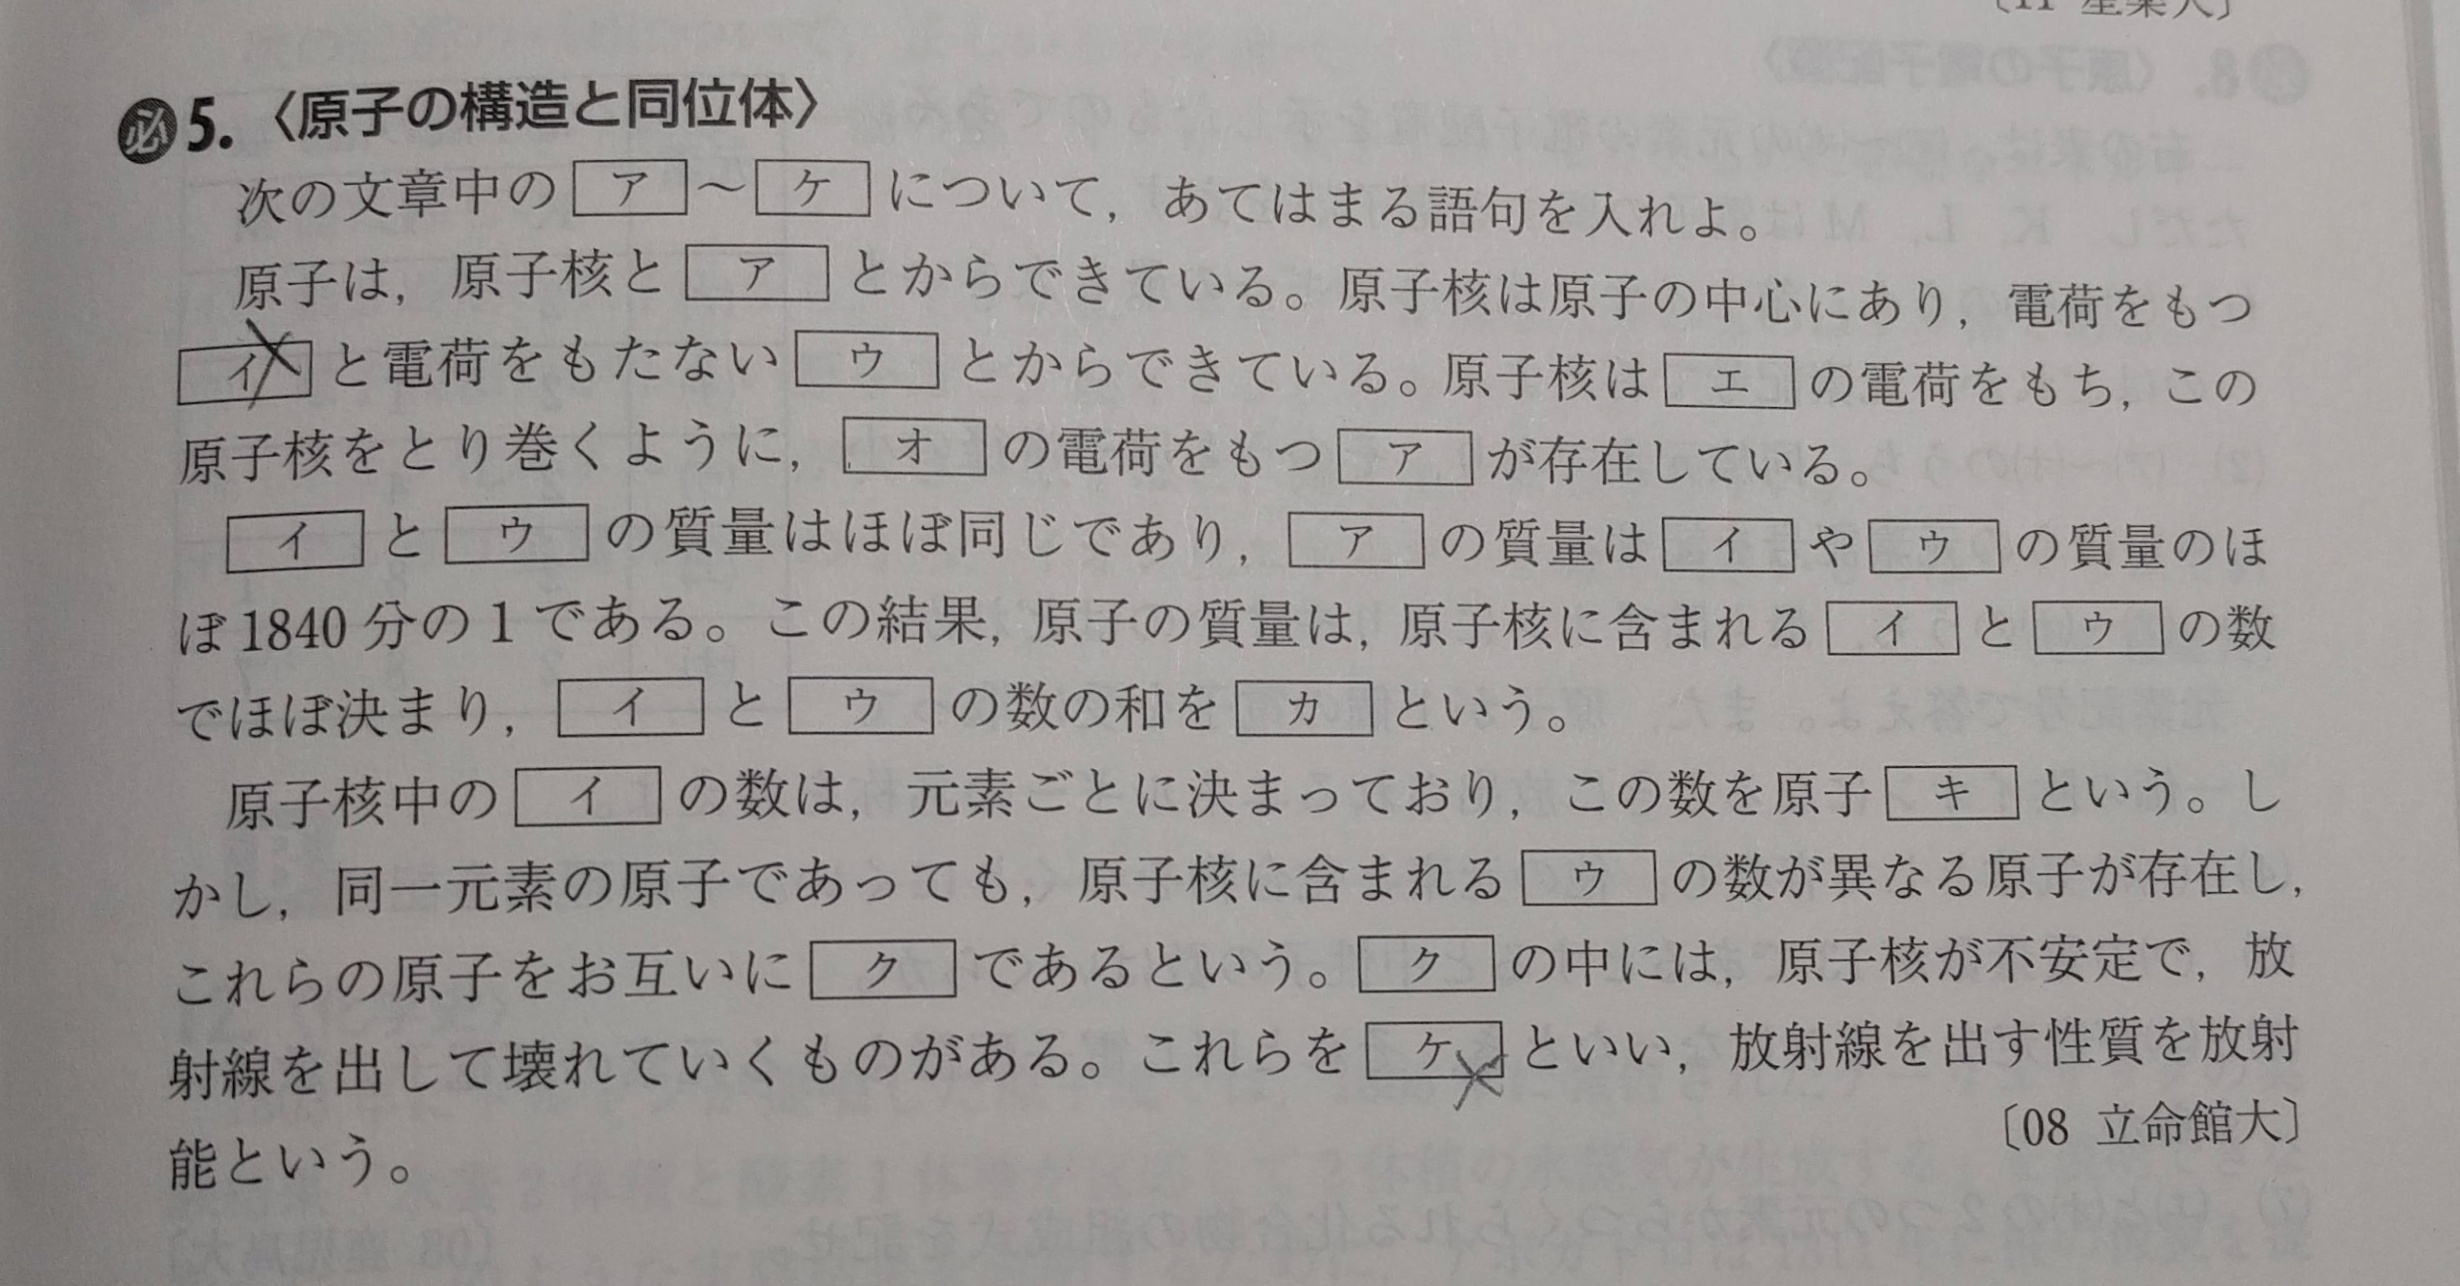 〔11 星薬大〕
必5.〈原子の構造と同位体〉
次の文章中の ア ～ ケ について，あてはまる語句を入れよ。
原子は，原子核と ア とからできている。原子核は原子の中心にあり，電荷をもつ
イ と電荷をもたない ウ とからできている。原子核は エ の電荷をもち，この
原子核をとり巻くように， オ の電荷をもつ ア が存在している。
イ と ウ の質量はほぼ同じであり， ア の質量は イ や ウ の質量のほ
ぼ1840分の1である。この結果，原子の質量は，原子核に含まれる イ と ウ の数
でほぼ決まり， イ と ウ の数の和を カ という。
原子核中の イ の数は，元素ごとに決まっており，この数を原子 キ という。し
かし，同一元素の原子であっても，原子核に含まれる ウ の数が異なる原子が存在し，
これらの原子をお互いに ク であるという。 ク の中には，原子核が不安定で，放
射線を出して壊れていくものがある。これらを ケ といい，放射線を出す性質を放射
能という。
〔08 立命館大〕